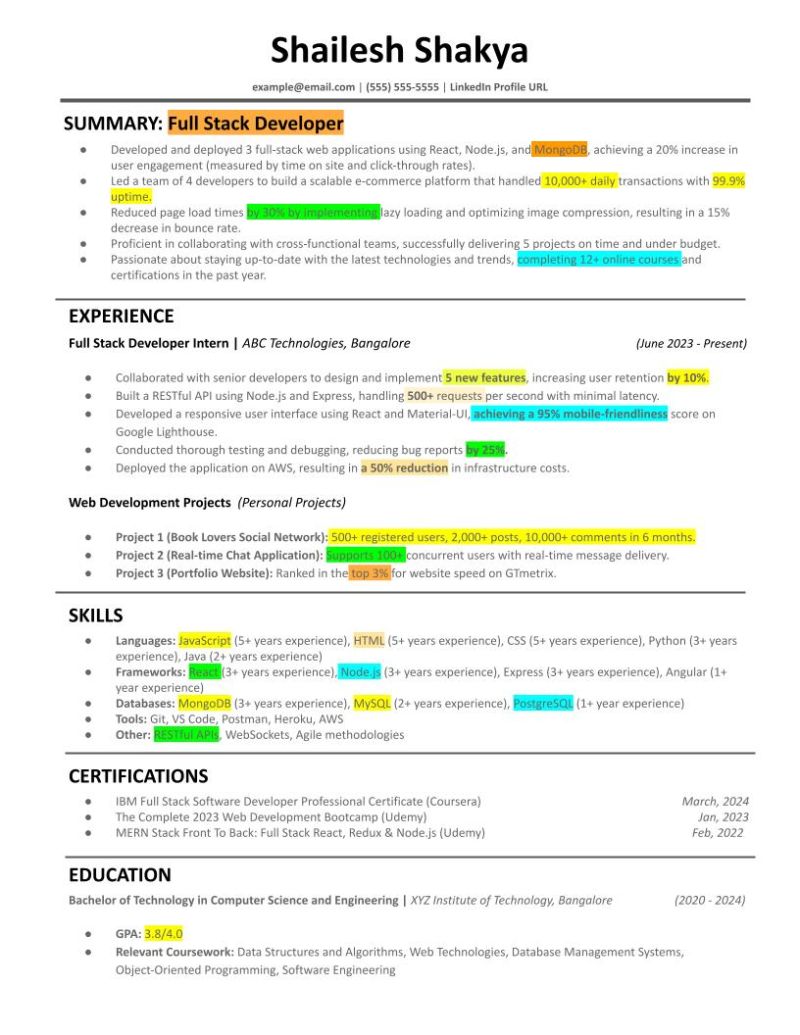 Shailesh Shakya
example@email.com | (555) 555-5555 | LinkedIn Profile URL
SUMMARY: Full Stack Developer
● Developed and deployed 3 full-stack web applications using React, Node.js, and MongoDB, achieving a 20% increase in
user engagement (measured by time on site and click-through rates).
● Led a team of 4 developers to build a scalable e-commerce platform that handled 10,000+ daily transactions with 99.9%
uptime.
● Reduced page load times by 30% by implementing lazy loading and optimizing image compression, resulting in a 15%
decrease in bounce rate.
● Proficient in collaborating with cross-functional teams, successfully delivering 5 projects on time and under budget.
● Passionate about staying up-to-date with the latest technologies and trends, completing 12+ online courses and
certifications in the past year.
EXPERIENCE
Full Stack Developer Intern | ABC Technologies, Bangalore (June 2023 - Present)
● Collaborated with senior developers to design and implement 5 new features, increasing user retention by 10%.
● Built a RESTful API using Node.js and Express, handling 500+ requests per second with minimal latency.
● Developed a responsive user interface using React and Material-UI, achieving a 95% mobile-friendliness score on
Google Lighthouse.
● Conducted thorough testing and debugging, reducing bug reports by 25%.
● Deployed the application on AWS, resulting in a 50% reduction in infrastructure costs.
Web Development Projects (Personal Projects)
● Project 1 (Book Lovers Social Network): 500+ registered users, 2,000+ posts, 10,000+ comments in 6 months.
● Project 2 (Real-time Chat Application): Supports 100+ concurrent users with real-time message delivery.
● Project 3 (Portfolio Website): Ranked in the top 3% for website speed on GTmetrix.
SKILLS
● Languages: JavaScript (5+ years experience), HTML (5+ years experience), CSS (5+ years experience), Python (3+ years
experience), Java (2+ years experience)
● Frameworks: React (3+ years experience), Node.js (3+ years experience), Express (3+ years experience), Angular (1+
year experience)
● Databases: MongoDB (3+ years experience), MySQL (2+ years experience), PostgreSQL (1+ year experience)
● Tools: Git, VS Code, Postman, Heroku, AWS
● Other: RESTful APIs, WebSockets, Agile methodologies
CERTIFICATIONS
● IBM Full Stack Software Developer Professional Certificate (Coursera) March, 2024
● The Complete 2023 Web Development Bootcamp (Udemy) Jan, 2023
● MERN Stack Front To Back: Full Stack React, Redux & Node.js (Udemy) Feb, 2022
EDUCATION
Bachelor of Technology in Computer Science and Engineering | XYZ Institute of Technology, Bangalore (2020 - 2024)
● GPA: 3.8/4.0
● Relevant Coursework: Data Structures and Algorithms, Web Technologies, Database Management Systems,
Object-Oriented Programming, Software Engineering